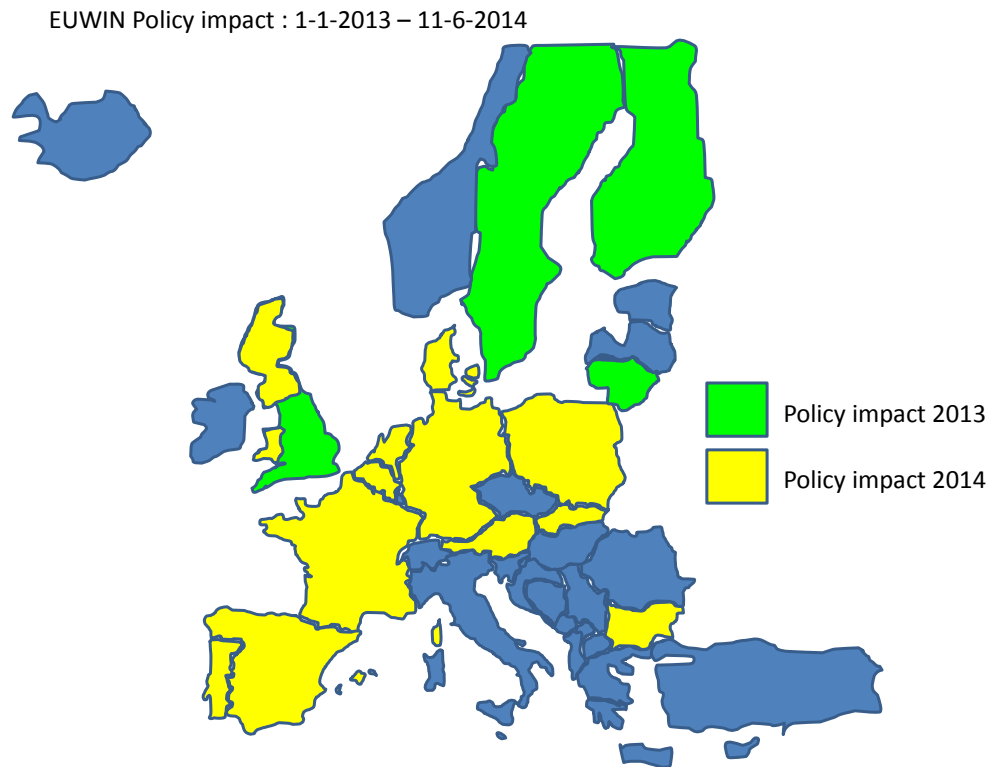 EUWIN Policy impact : 1-1-2013 – 11-6-2014
Policy impact 2013
Policy impact 2014